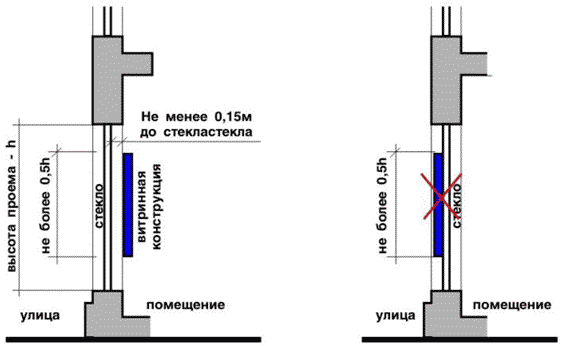 Не менее 0,15м
до стекластекла
высота проема - h
не более 0,5h
стекло
витринная
конструкция
улица
помещение
не более 0,5h
стекло
улица
помещение